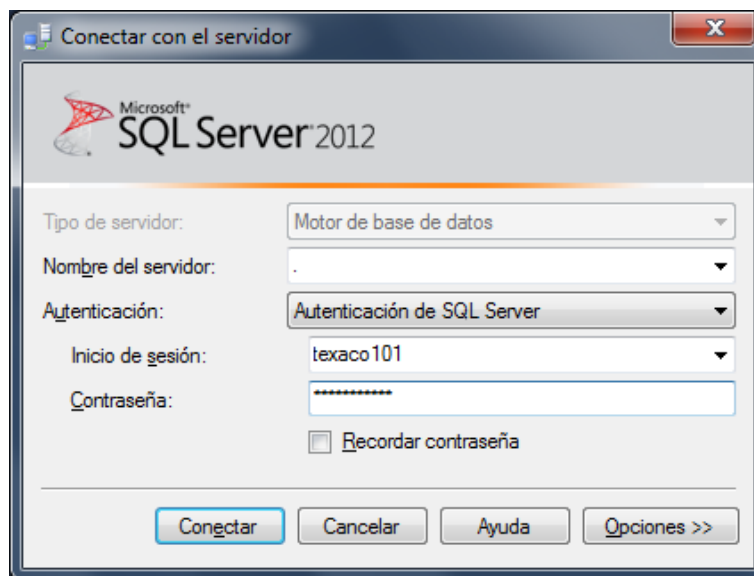 Conectar con el servidor
Microsoft®
SQL Server® 2012
Tipo de servidor: Motor de base de datos
Nombre del servidor: .
Autenticación: Autenticación de SQL Server
Inicio de sesión: texaco101
Contraseña: ***********
Recordar contraseña
Conectar Cancelar Ayuda Opciones >>